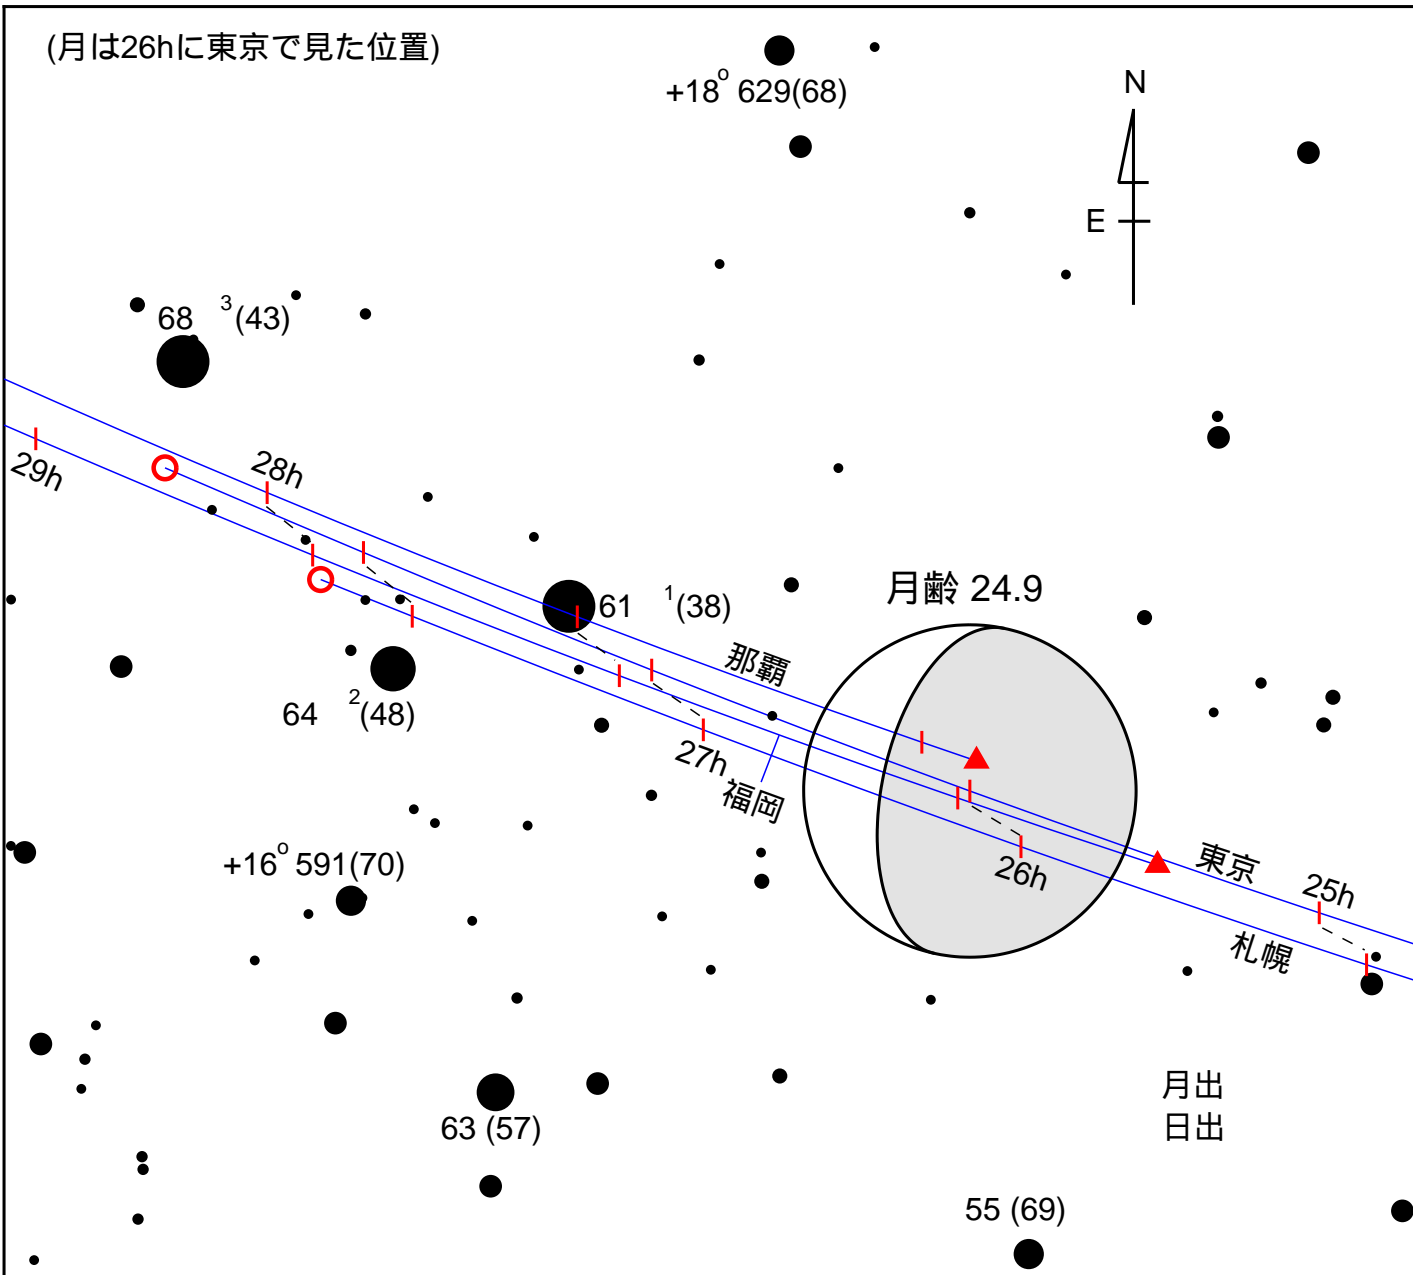 (月は26hに東京で見た位置)
+18° 629(68)
N
E
68 ³(43)
29h
28h
61 ¹(38)
月齢 24.9
那覇
64 ²(48)
27h
福岡
26h
東京
25h
札幌
+16° 591(70)
月出
日出
63 (57)
55 (69)